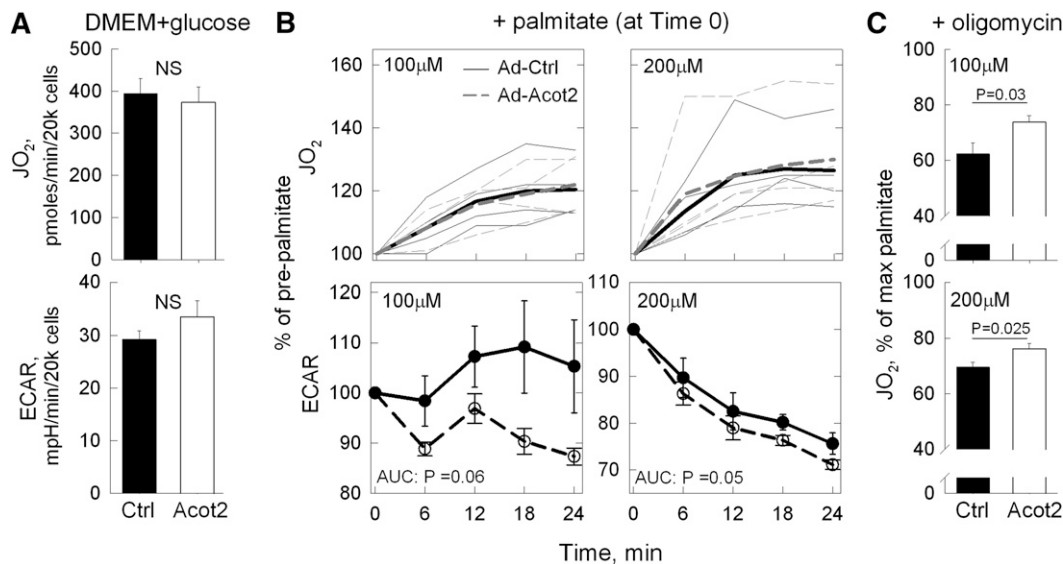 A
DMEM+glucose
JO2,
pmoles/min/20k cells
500
400
300
200
100
0
NS
ECAR,
mpH/min/20k cells
40
30
20
10
0
NS
Ctrl
Acot2
B
+ palmitate (at Time 0)
% of pre-palmitate
JO2
160
140
120
100
100μM
Ad-Ctrl
Ad-Acot2
200μM
ECAR
120
110
100
90
80
100μM
AUC: P =0.06
0 6 12 18 24
110
100
90
80
70
200μM
AUC: P =0.05
0 6 12 18 24
Time, min
C
+ oligomycin
JO2, % of max palmitate
100
80
60
40
0
100μM
P=0.03
100
80
60
40
0
200μM
P=0.025
Ctrl
Acot2